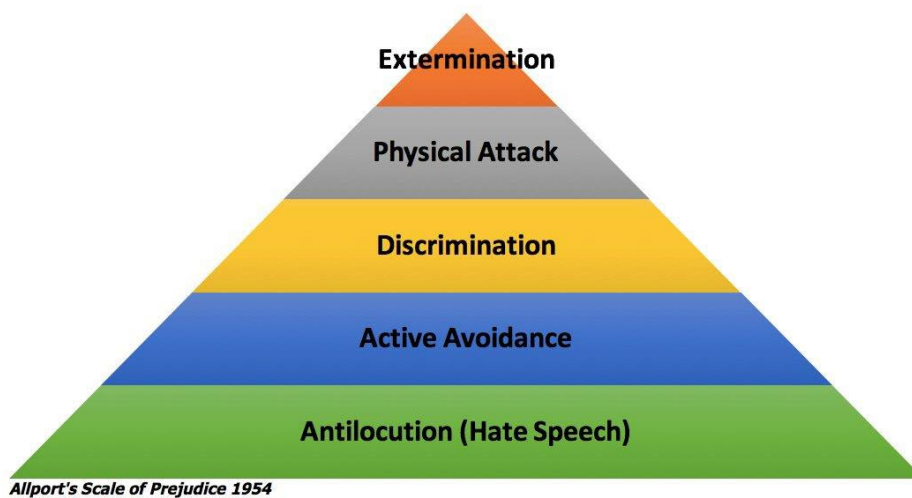 Extermination
Physical Attack
Discrimination
Active Avoidance
Antilocution (Hate Speech)
Allport's Scale of Prejudice 1954